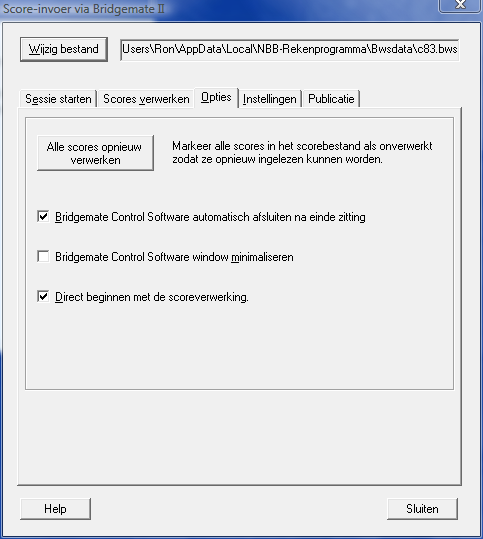 Score-invoer via Bridgemate II
Wijzig bestand
Users\Ron\AppData\Local\NBB-Rekenprogramma\Bwsdata\c83.bws
Sessie starten
Scores verwerken
Opties
Instellingen
Publicatie
Alle scores opnieuw
verwerken
Markeer alle scores in het scorebestand als onverwerkt
zodat ze opnieuw ingelezen kunnen worden.
Bridgemate Control Software automatisch afsluiten na einde zitting
Bridgemate Control Software window minimaliseren
Direct beginnen met de scoreverwerking.
Help
Sluiten